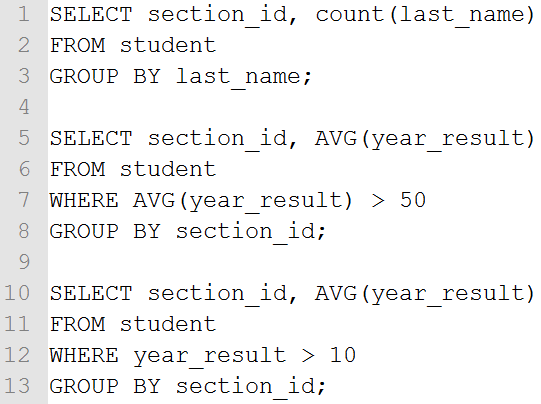 1 SELECT section_id, count(last_name)
2 FROM student
3 GROUP BY last_name;
4
5 SELECT section_id, AVG(year_result)
6 FROM student
7 WHERE AVG(year_result) > 50
8 GROUP BY section_id;
9
10 SELECT section_id, AVG(year_result)
11 FROM student
12 WHERE year_result > 10
13 GROUP BY section_id;